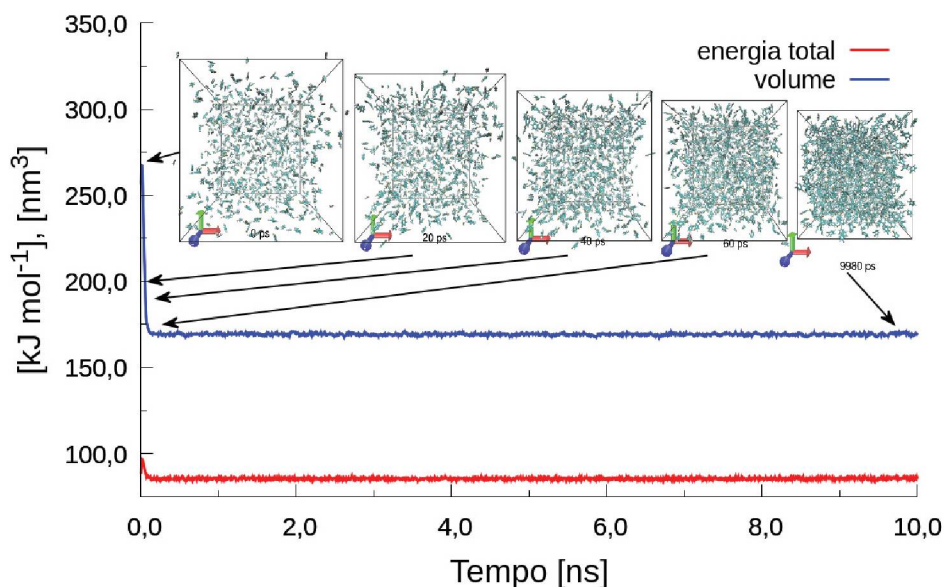 350,0
300,0
250,0
200,0
150,0
100,0
[kJ mol⁻¹], [nm³]
energia total
volume
0 ps
20 ps
40 ps
60 ps
9980 ps
0,0 2,0 4,0 6,0 8,0 10,0
Tempo [ns]